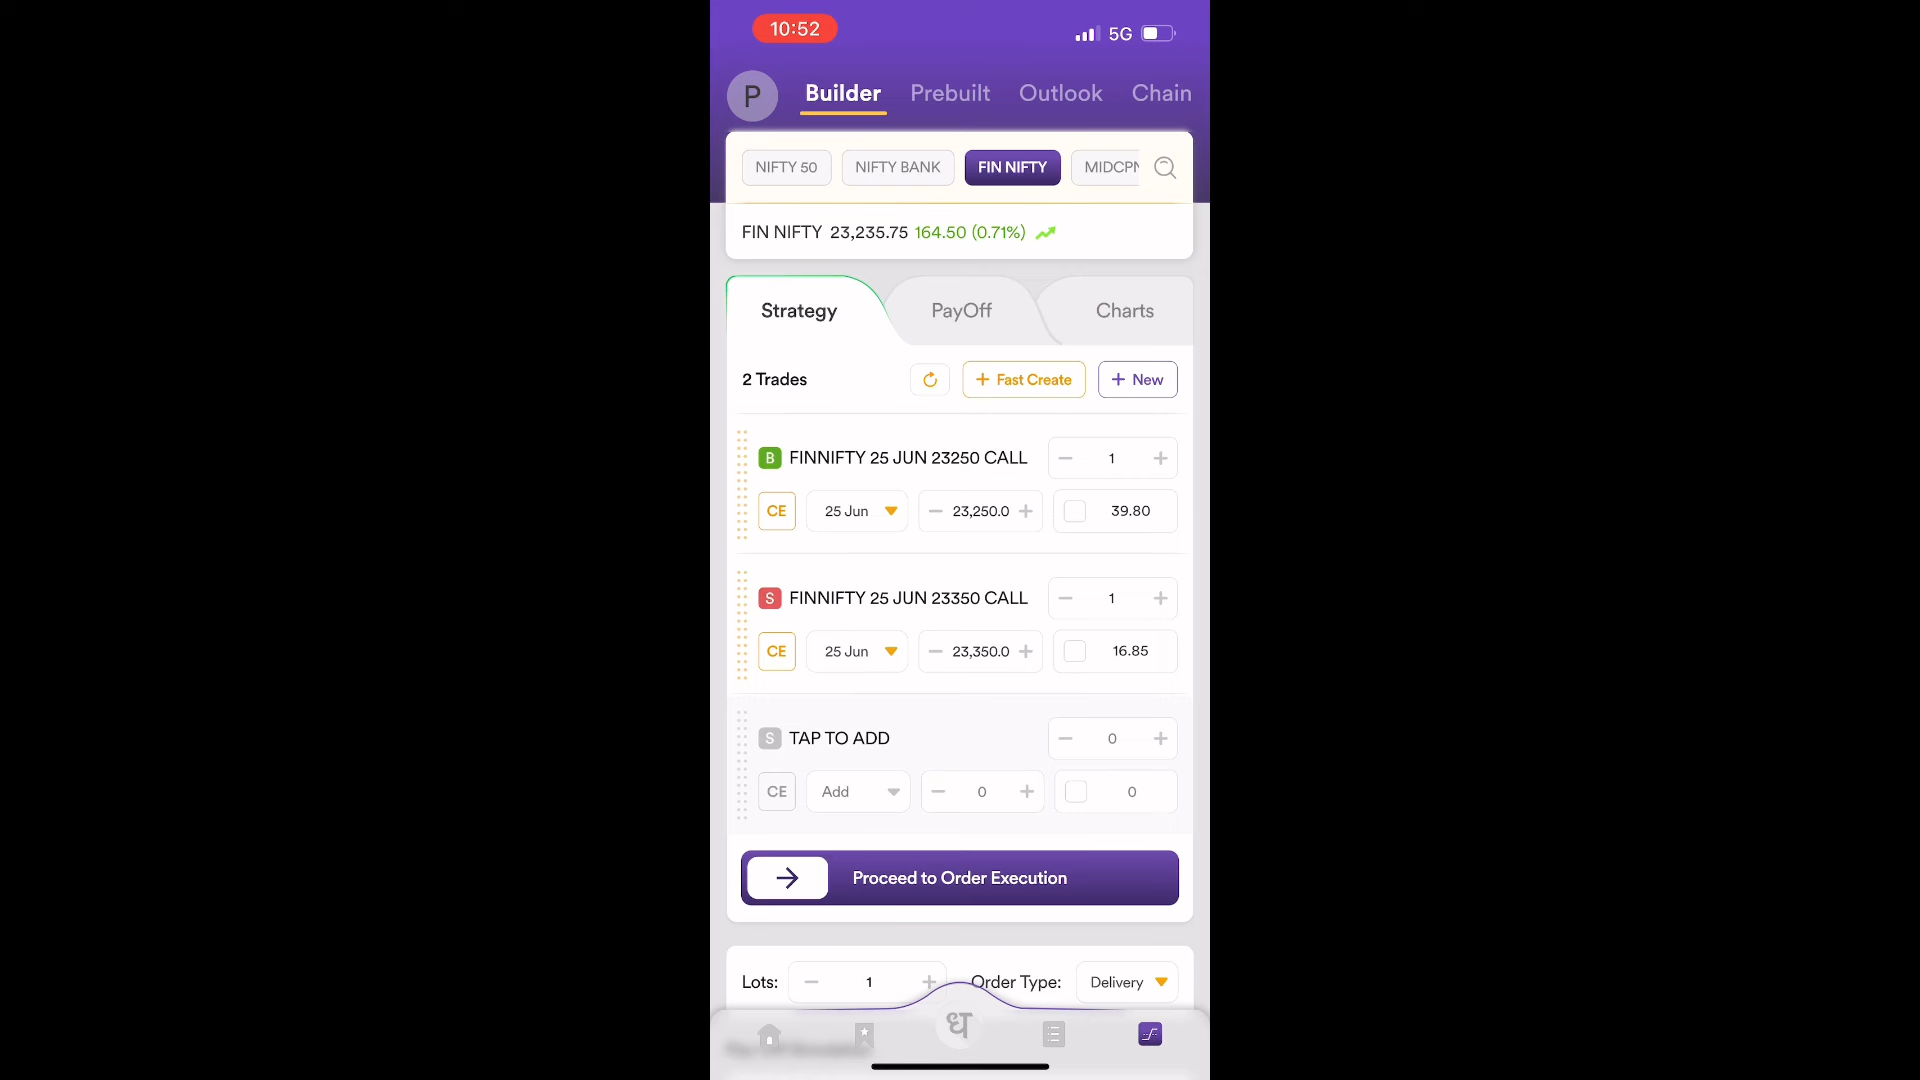 10:52 5G
P Builder Prebuilt Outlook Chain
NIFTY 50 NIFTY BANK FIN NIFTY MIDCPN
FIN NIFTY 23,235.75 164.50 (0.71%)
Strategy PayOff Charts
2 Trades + Fast Create + New
B FINNIFTY 25 JUN 23250 CALL − 1 +
CE 25 Jun − 23,250.0 + 39.80
S FINNIFTY 25 JUN 23350 CALL − 1 +
CE 25 Jun − 23,350.0 + 16.85
S TAP TO ADD − 0 +
CE Add − 0 + 0
Proceed to Order Execution
Lots: − 1 + Order Type: Delivery
ध